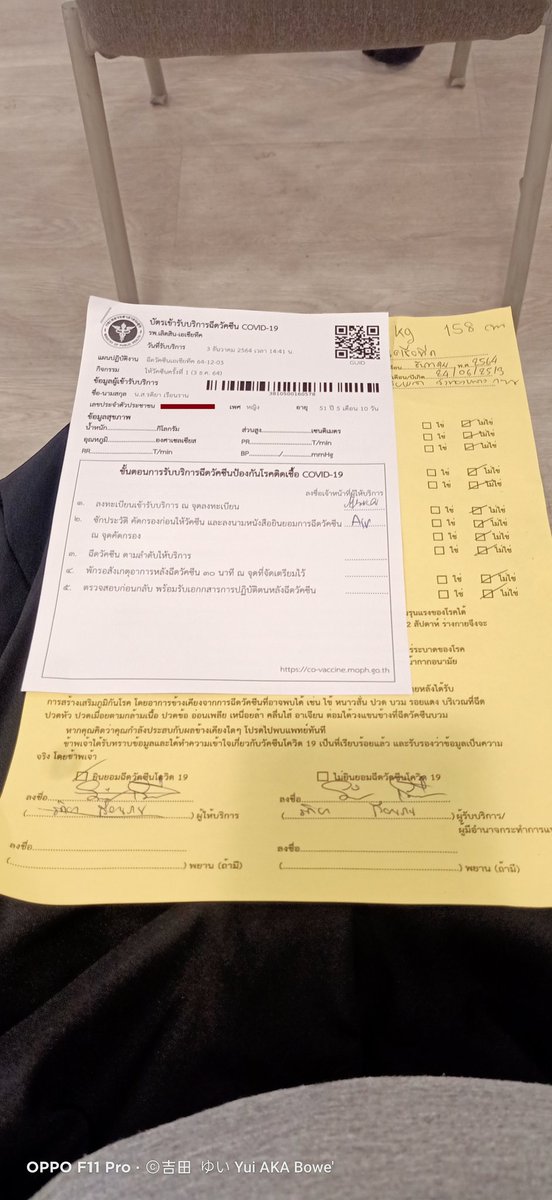 บัตรเข้ารับบริการฉีดวัคซีน COVID-19
รพ.เลิดสิน-เอเชียทีค
วันที่รับบริการ 3 ธันวาคม 2564 เวลา 14:41 น.
GUID
แผนปฏิบัติงาน ฉีดวัคซีนเอเชียทีค 64-12-03
กิจกรรม ให้วัคซีนครั้งที่ 1 (3 ธ.ค. 64)
ข้อมูลผู้เข้ารับบริการ
3810500160578
ชื่อ-นามสกุล น.ส.รติยา เรือนงาน
เลขประจำตัวประชาชน เพศ หญิง อายุ 51 ปี 5 เดือน 10 วัน
ข้อมูลสุขภาพ
น้ำหนัก กิโลกรัม ส่วนสูง เซนติเมตร
อุณหภูมิ องศาเซลเซียส PR T/min
RR T/min BP / mmHg
ขั้นตอนการรับบริการฉีดวัคซีนป้องกันโรคติดเชื้อ COVID-19
ลงชื่อเจ้าหน้าที่ผู้ให้บริการ
๑. ลงทะเบียนเข้ารับบริการ ณ จุดลงทะเบียน
๒. ซักประวัติ คัดกรองก่อนให้วัคซีน และลงนามหนังสือยินยอมการฉีดวัคซีน
ณ จุดคัดกรอง
๓. ฉีดวัคซีน ตามลำดับให้บริการ
๔. พักรอสังเกตุอาการหลังฉีดวัคซีน ๓๐ นาที ณ จุดที่จัดเตรียมไว้
๕. ตรวจสอบก่อนกลับ พร้อมรับเอกสารการปฏิบัติตนหลังฉีดวัคซีน
https://co-vaccine.moph.go.th
kg 158 cm
พ.ศ. 2564
24/06/2513
ใช่ ไม่ใช่
ใช่ ไม่ใช่
ใช่ ไม่ใช่
ใช่ ไม่ใช่
ใช่ ไม่ใช่
ใช่ ไม่ใช่
ใช่ ไม่ใช่
ใช่ ไม่ใช่
ใช่ ไม่ใช่
ใช่ ไม่ใช่
รุนแรงของโรคได้
2 สัปดาห์ ร่างกายจึงจะ
ระบาดของโรค
ากากอนามัย
ายหลังได้รับ
การสร้างเสริมภูมิกันโรค โดยอาการข้างเคียงจากการฉีดวัคซีนที่อาจพบได้ เช่น ไข้ หนาวสั่น ปวด บวม รอยแดง บริเวณที่ฉีด
ปวดหัว ปวดเมื่อยตามกล้ามเนื้อ ปวดข้อ อ่อนเพลีย เหนื่อยล้า คลื่นไส้ อาเจียน ต่อมใต้วงแขนข้างที่ฉีดวัคซีนบวม
หากคุณคิดว่าคุณกำลังประสบกับผลข้างเคียงใดๆ โปรดไปพบแพทย์ทันที
ข้าพเจ้าได้รับทราบข้อมูลและได้ทำความเข้าใจเกี่ยวกับวัคซีนโควิด 19 เป็นที่เรียบร้อยแล้ว และรับรองว่าข้อมูลเป็นความ
จริง โดยข้าพเจ้า
ยินยอมฉีดวัคซีนโควิด 19 ไม่ยินยอมฉีดวัคซีนโควิด 19
ลงชื่อ ลงชื่อ
( ) ผู้ให้บริการ ( ) ผู้รับบริการ/
ผู้มีอำนาจกระทำการแ
ลงชื่อ ลงชื่อ
( ) พยาน (ถ้ามี) ( ) พยาน (ถ้ามี)
OPPO F11 Pro · ©吉田 ゆい Yui AKA Bowe'